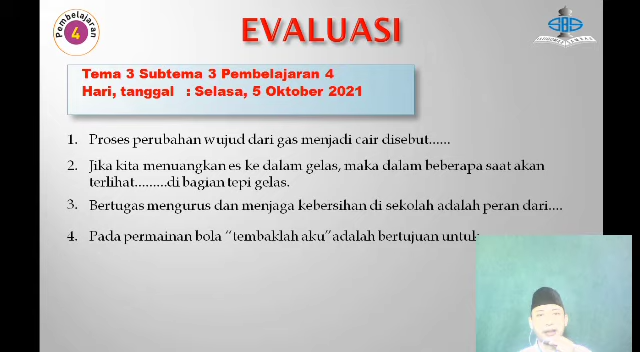 Pembelajaran
4
EVALUASI
SBS
Tema 3 Subtema 3 Pembelajaran 4
Hari, tanggal : Selasa, 5 Oktober 2021
1. Proses perubahan wujud dari gas menjadi cair disebut......
2. Jika kita menuangkan es ke dalam gelas, maka dalam beberapa saat akan
terlihat.........di bagian tepi gelas.
3. Bertugas mengurus dan menjaga kebersihan di sekolah adalah peran dari....
4. Pada permainan bola “tembaklah aku”adalah bertujuan untuk